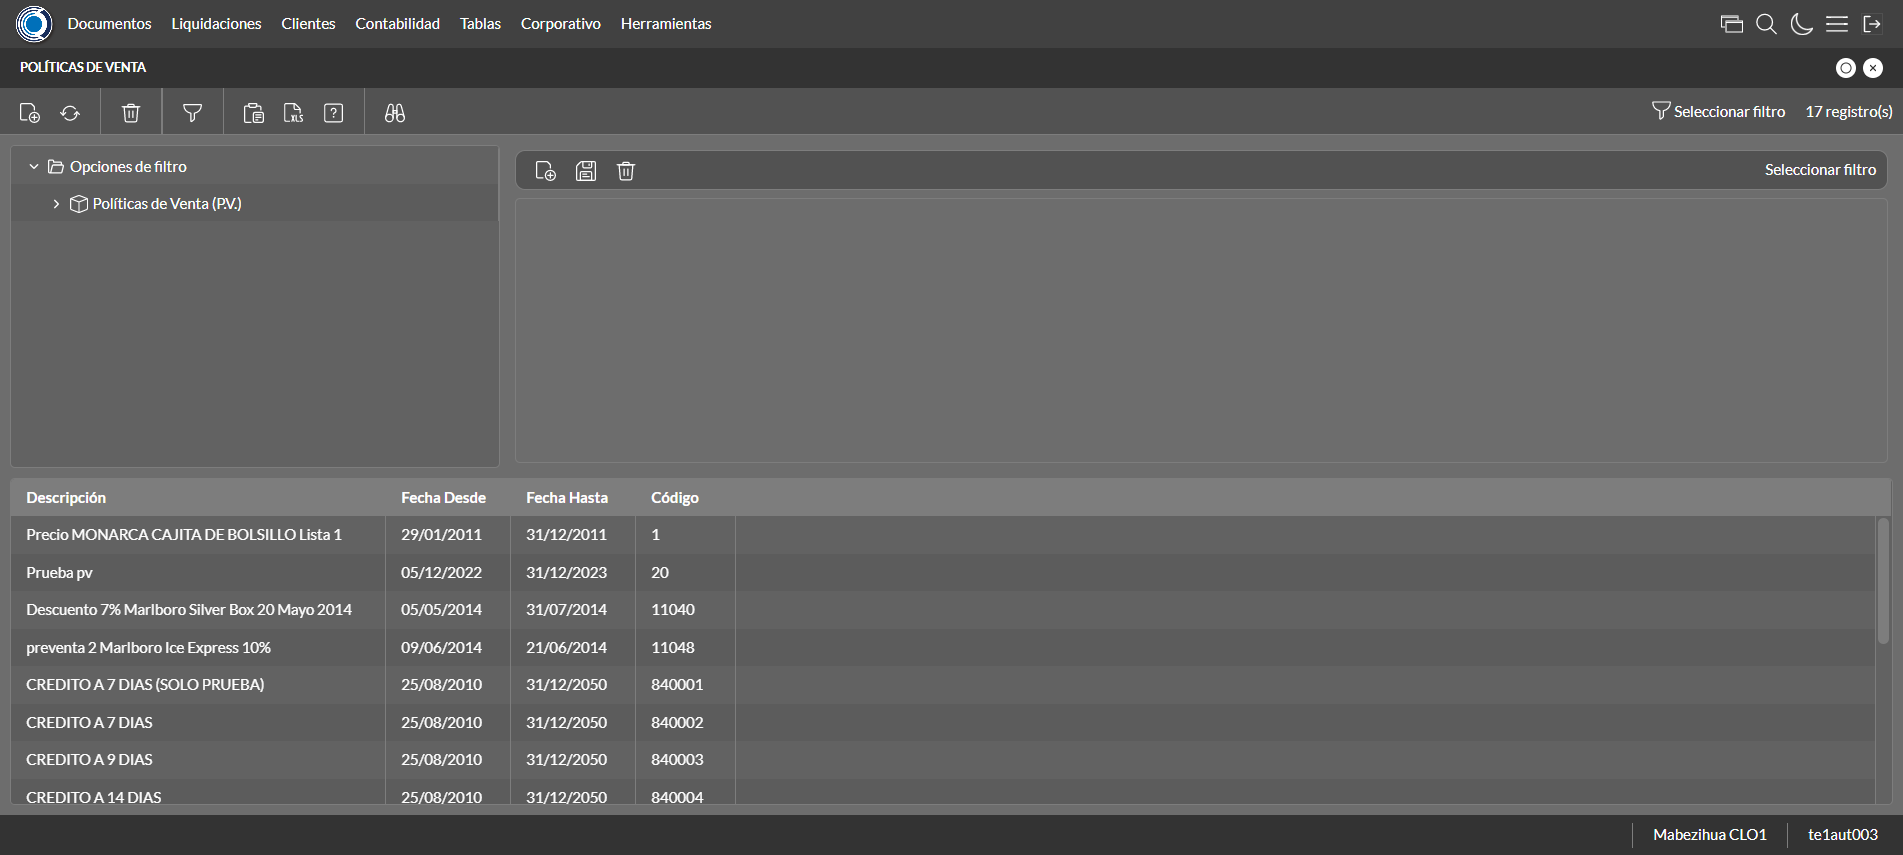 Documentos Liquidaciones Clientes Contabilidad Tablas Corporativo Herramientas
POLÍTICAS DE VENTA
XLS ? Seleccionar filtro 17 registro(s)
Opciones de filtro
Políticas de Venta (P.V.)
Seleccionar filtro
Descripción Fecha Desde Fecha Hasta Código
Precio MONARCA CAJITA DE BOLSILLO Lista 1 29/01/2011 31/12/2011 1
Prueba pv 05/12/2022 31/12/2023 20
Descuento 7% Marlboro Silver Box 20 Mayo 2014 05/05/2014 31/07/2014 11040
preventa 2 Marlboro Ice Express 10% 09/06/2014 21/06/2014 11048
CREDITO A 7 DIAS (SOLO PRUEBA) 25/08/2010 31/12/2050 840001
CREDITO A 7 DIAS 25/08/2010 31/12/2050 840002
CREDITO A 9 DIAS 25/08/2010 31/12/2050 840003
CREDITO A 14 DIAS 25/08/2010 31/12/2050 840004
Mabezihua CLO1 te1aut003